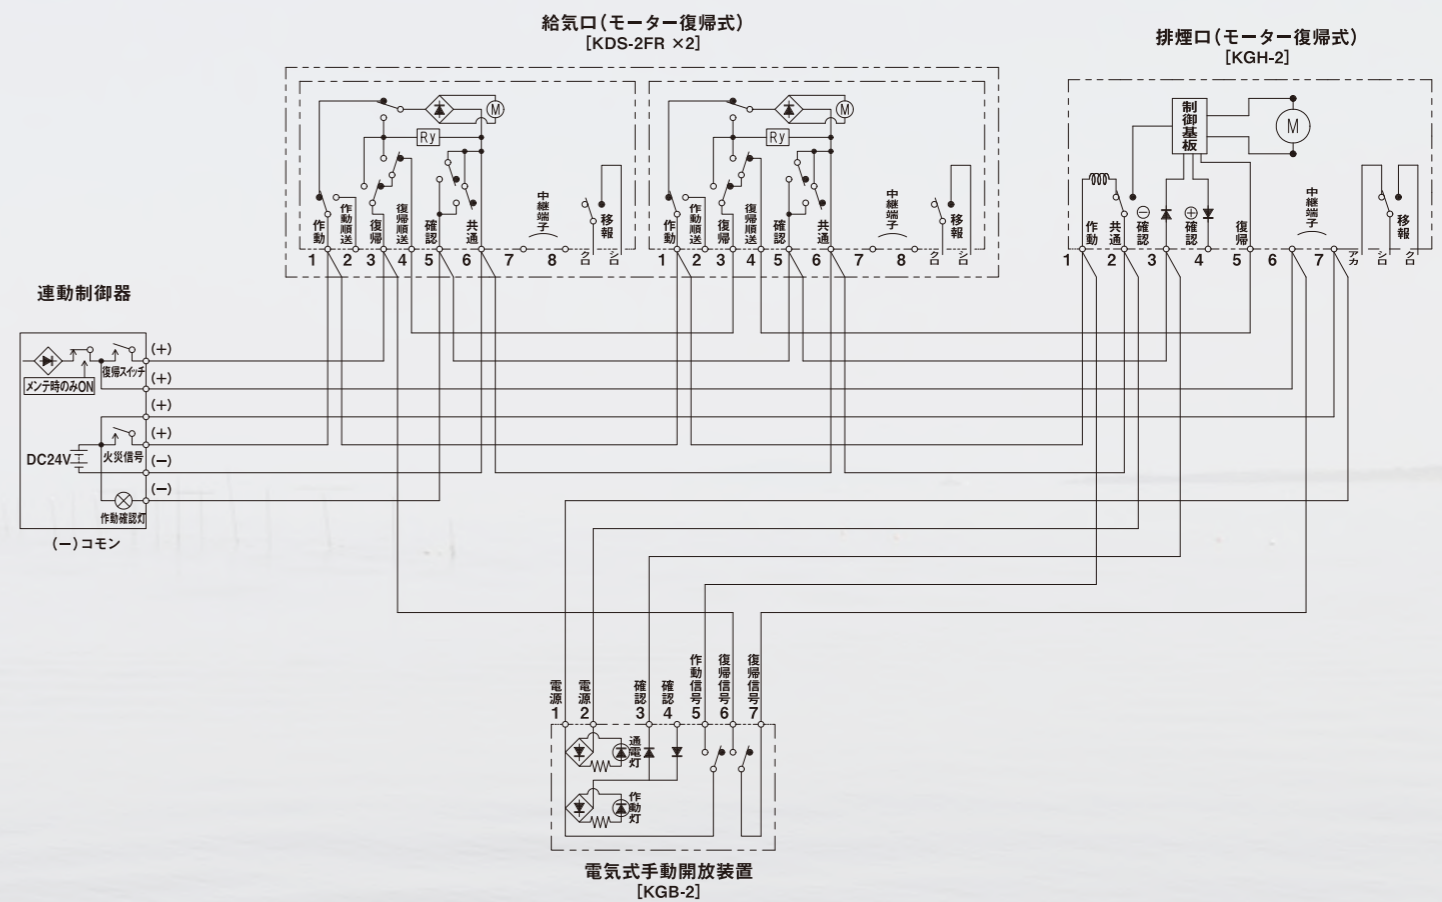 給気口（モーター復帰式）
［KDS-2FR ×2］
排煙口（モーター復帰式）
［KGH-2］
M
Ry
作動
作動順送
復帰
復帰順送
確認
共通
中継端子
移報
1 2 3 4 5 6 7 8 クロ シロ
M
Ry
作動
作動順送
復帰
復帰順送
確認
共通
中継端子
移報
1 2 3 4 5 6 7 8 クロ シロ
制御基板
M
作動
共通
⊖確認
⊕確認
復帰
中継端子
移報
1 2 3 4 5 6 7 アカ シロ クロ
連動制御器
(＋)
復帰スイッチ
メンテ時のみON
(＋)
(＋)
(＋)
DC24V
火災信号
(－)
(－)
作動確認灯
(－)コモン
電源 電源 確認 確認 作動信号 復帰信号 復帰信号
1 2 3 4 5 6 7
通電灯
作動灯
電気式手動開放装置
［KGB-2］